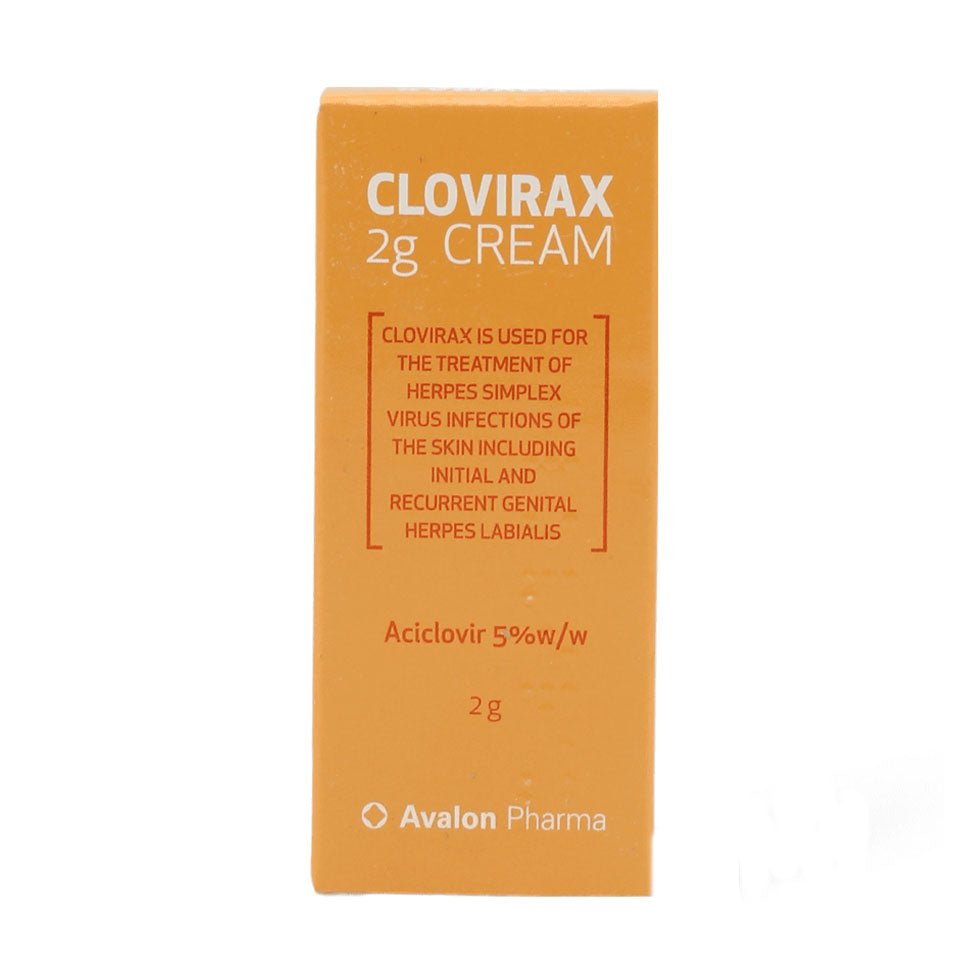 CLOVIRAX
2g CREAM
CLOVIRAX IS USED FOR
THE TREATMENT OF
HERPES SIMPLEX
VIRUS INFECTIONS OF
THE SKIN INCLUDING
INITIAL AND
RECURRENT GENITAL
HERPES LABIALIS
Aciclovir 5%w/w
2 g
Avalon Pharma